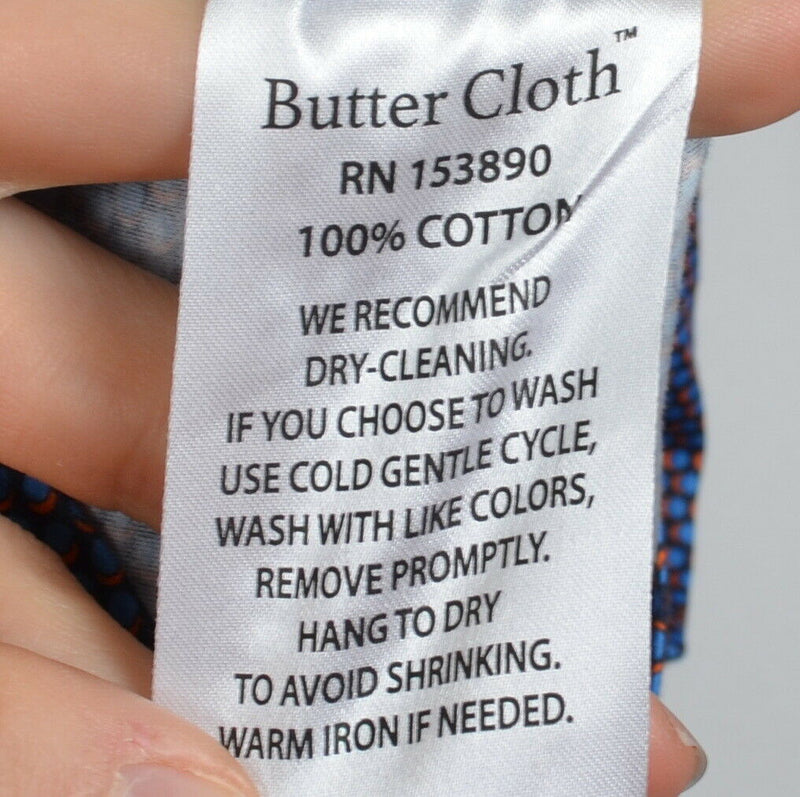 Butter Cloth™
RN 153890
100% COTTON
WE RECOMMEND
DRY-CLEANING.
IF YOU CHOOSE TO WASH
USE COLD GENTLE CYCLE,
WASH WITH LIKE COLORS,
REMOVE PROMPTLY.
HANG TO DRY
TO AVOID SHRINKING.
WARM IRON IF NEEDED.